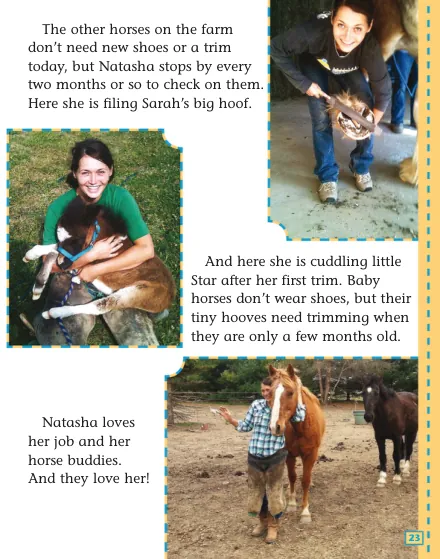 The other horses on the farm
don't need new shoes or a trim
today, but Natasha stops by every
two months or so to check on them.
Here she is filing Sarah's big hoof.
And here she is cuddling little
Star after her first trim. Baby
horses don't wear shoes, but their
tiny hooves need trimming when
they are only a few months old.
Natasha loves
her job and her
horse buddies.
And they love her!
23